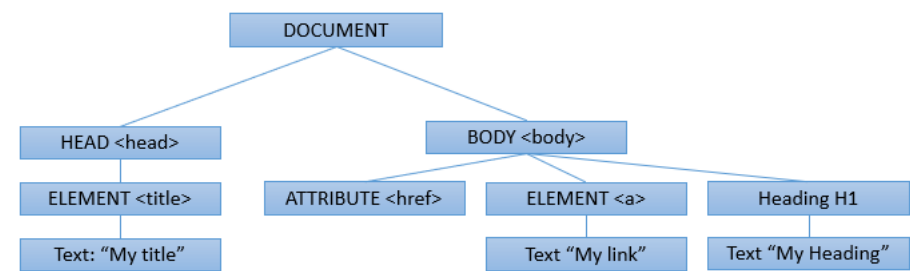 DOCUMENT
HEAD <head>
BODY <body>
ELEMENT <title>
ATTRIBUTE <href>
ELEMENT <a>
Heading H1
Text: “My title”
Text “My link”
Text “My Heading”